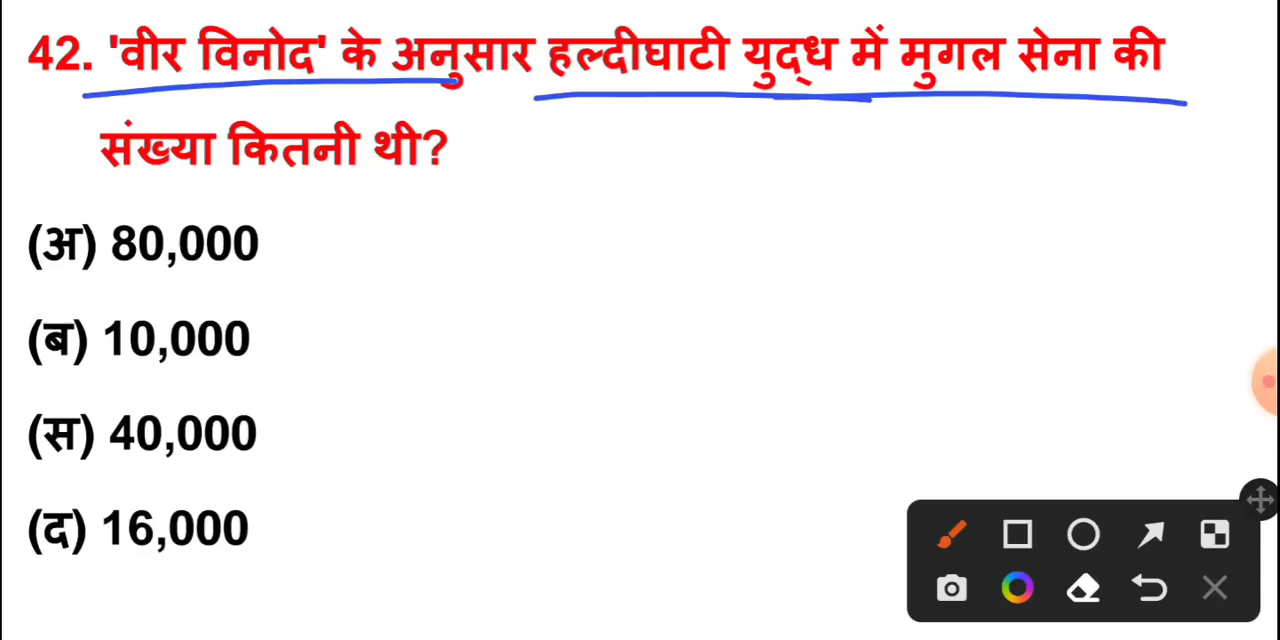 42. 'वीर विनोद' के अनुसार हल्दीघाटी युद्ध में मुगल सेना की
संख्या कितनी थी?
(अ) 80,000
(ब) 10,000
(स) 40,000
(द) 16,000